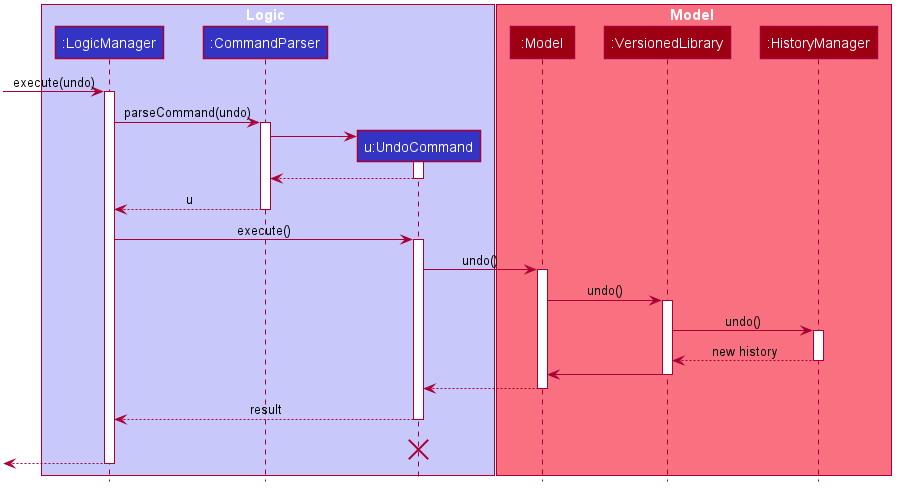 Logic
Model
:LogicManager
:CommandParser
:Model
:VersionedLibrary
:HistoryManager
execute(undo)
parseCommand(undo)
u:UndoCommand
u
execute()
undo()
undo()
undo()
new history
result